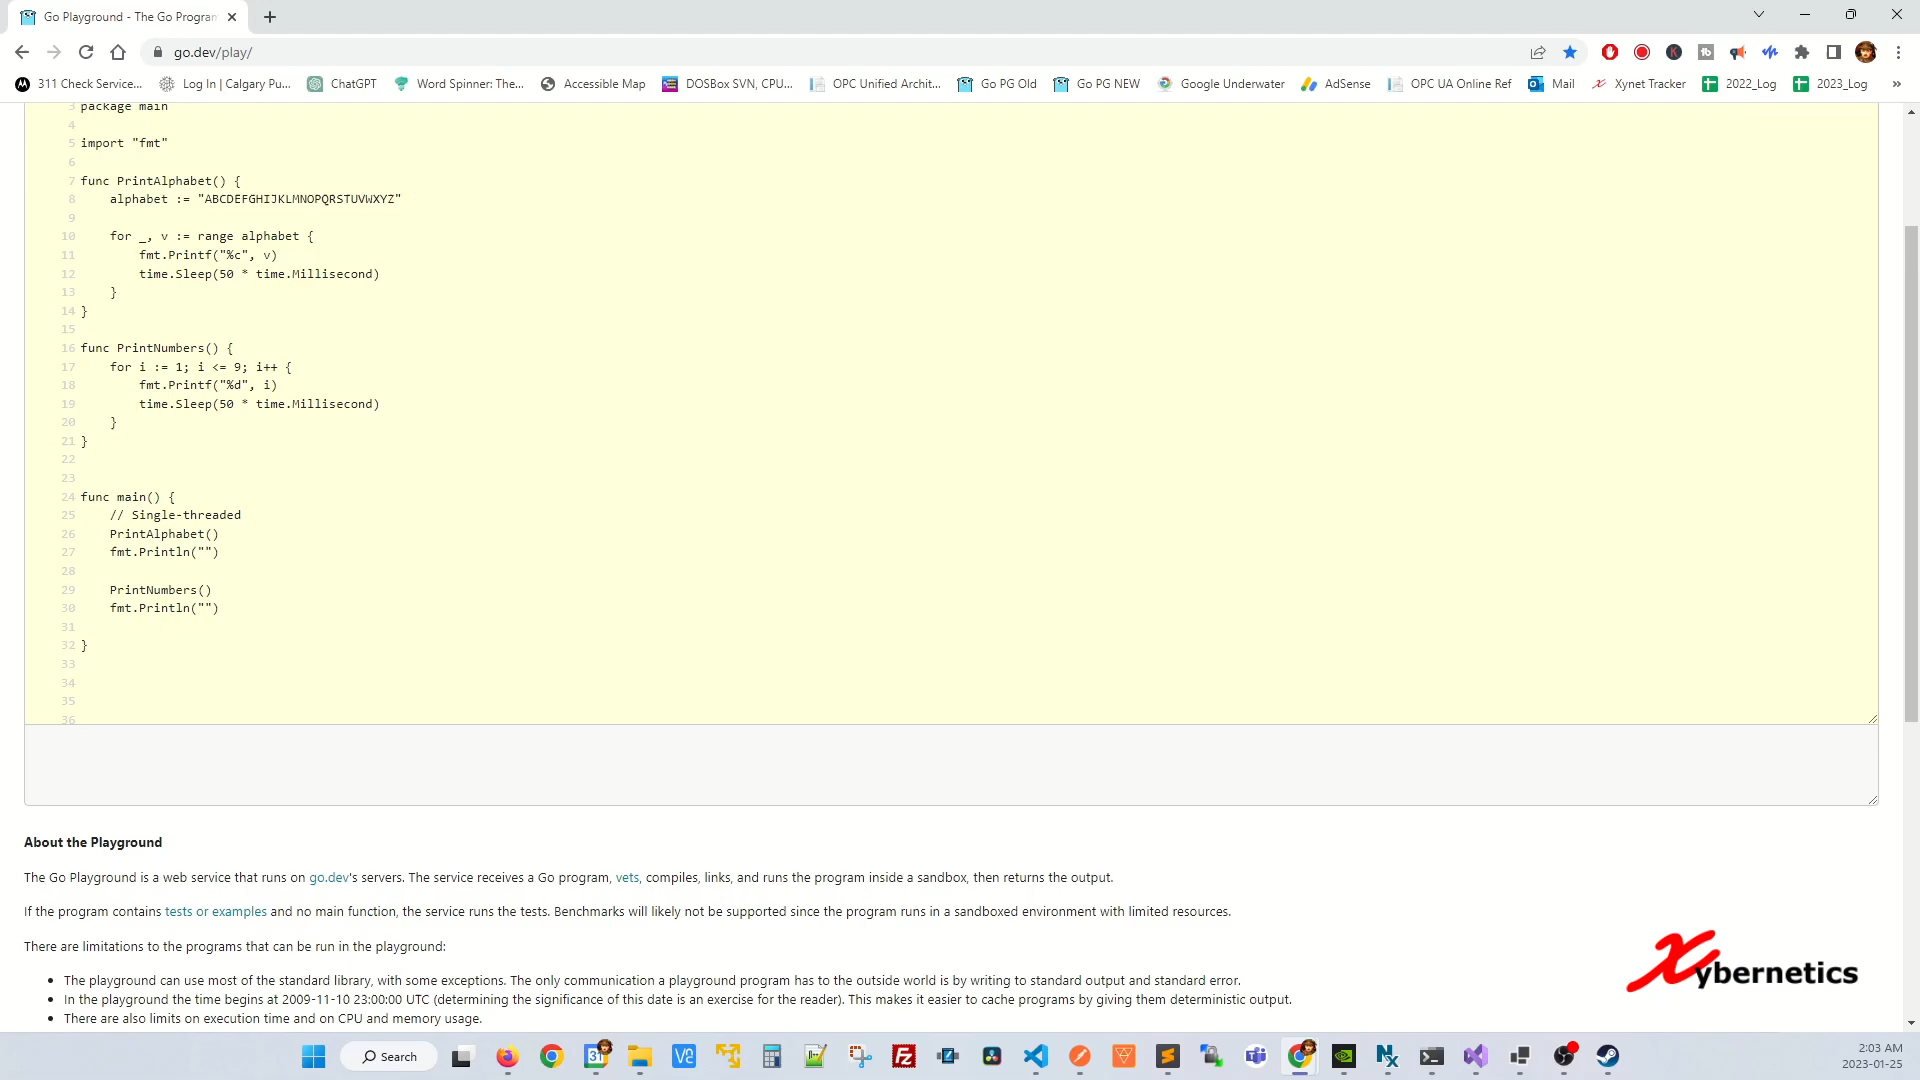 Go Playground - The Go Program
go.dev/play/
311 Check Service...
Log In | Calgary Pu...
ChatGPT
Word Spinner: The...
Accessible Map
DOSBox SVN, CPU...
OPC Unified Archit...
Go PG Old
Go PG NEW
Google Underwater
AdSense
OPC UA Online Ref
Mail
Xynet Tracker
2022_Log
2023_Log
»
3 package main
4
5 import "fmt"
6
7 func PrintAlphabet() {
8     alphabet := "ABCDEFGHIJKLMNOPQRSTUVWXYZ"
9
10     for _, v := range alphabet {
11         fmt.Printf("%c", v)
12         time.Sleep(50 * time.Millisecond)
13     }
14 }
15
16 func PrintNumbers() {
17     for i := 1; i <= 9; i++ {
18         fmt.Printf("%d", i)
19         time.Sleep(50 * time.Millisecond)
20     }
21 }
22
23
24 func main() {
25     // Single-threaded
26     PrintAlphabet()
27     fmt.Println("")
28
29     PrintNumbers()
30     fmt.Println("")
31
32 }
33
34
35
36
About the Playground
The Go Playground is a web service that runs on go.dev's servers. The service receives a Go program, vets, compiles, links, and runs the program inside a sandbox, then returns the output.
If the program contains tests or examples and no main function, the service runs the tests. Benchmarks will likely not be supported since the program runs in a sandboxed environment with limited resources.
There are limitations to the programs that can be run in the playground:
• The playground can use most of the standard library, with some exceptions. The only communication a playground program has to the outside world is by writing to standard output and standard error.
• In the playground the time begins at 2009-11-10 23:00:00 UTC (determining the significance of this date is an exercise for the reader). This makes it easier to cache programs by giving them deterministic output.
• There are also limits on execution time and on CPU and memory usage.
Xybernetics
Search
31
2:03 AM
2023-01-25